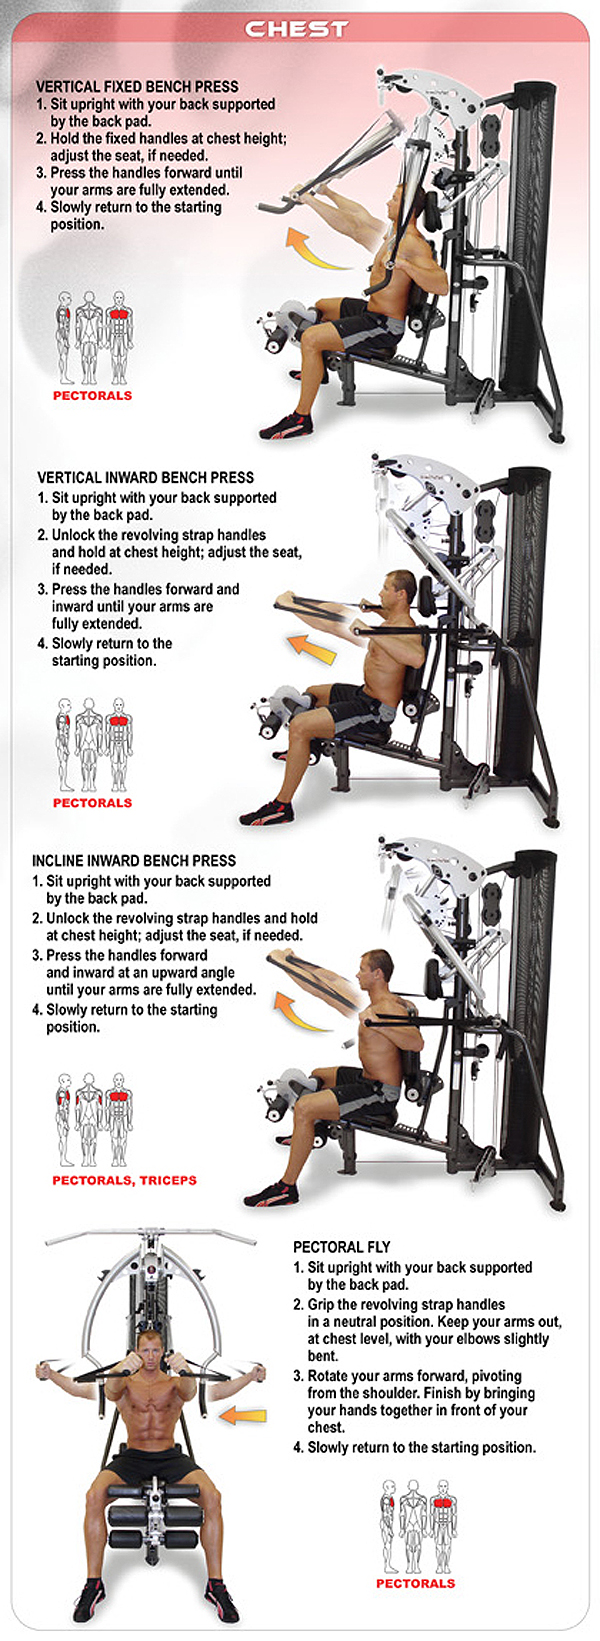 CHEST
VERTICAL FIXED BENCH PRESS
1. Sit upright with your back supported
by the back pad.
2. Hold the fixed handles at chest height;
adjust the seat, if needed.
3. Press the handles forward until
your arms are fully extended.
4. Slowly return to the starting
position.
PECTORALS
VERTICAL INWARD BENCH PRESS
1. Sit upright with your back supported
by the back pad.
2. Unlock the revolving strap handles
and hold at chest height; adjust the seat,
if needed.
3. Press the handles forward and
inward until your arms are
fully extended.
4. Slowly return to the
starting position.
PECTORALS
INCLINE INWARD BENCH PRESS
1. Sit upright with your back supported
by the back pad.
2. Unlock the revolving strap handles and hold
at chest height; adjust the seat, if needed.
3. Press the handles forward
and inward at an upward angle
until your arms are fully extended.
4. Slowly return to the starting
position.
PECTORALS, TRICEPS
PECTORAL FLY
1. Sit upright with your back supported
by the back pad.
2. Grip the revolving strap handles
in a neutral position. Keep your arms out,
at chest level, with your elbows slightly
bent.
3. Rotate your arms forward, pivoting
from the shoulder. Finish by bringing
your hands together in front of your
chest.
4. Slowly return to the starting position.
PECTORALS